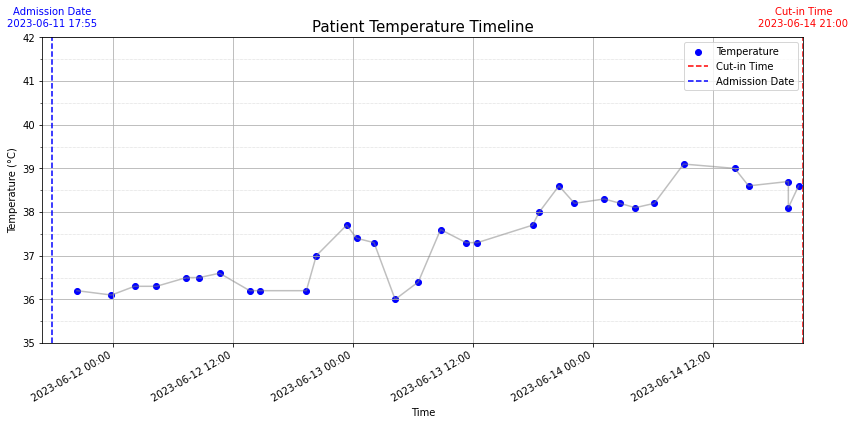 Admission Date
2023-06-11 17:55
Cut-in Time
2023-06-14 21:00
Patient Temperature Timeline
Temperature
Cut-in Time
Admission Date
42
41
40
39
38
37
36
35
Temperature (°C)
2023-06-12 00:00
2023-06-12 12:00
2023-06-13 00:00
2023-06-13 12:00
2023-06-14 00:00
2023-06-14 12:00
Time